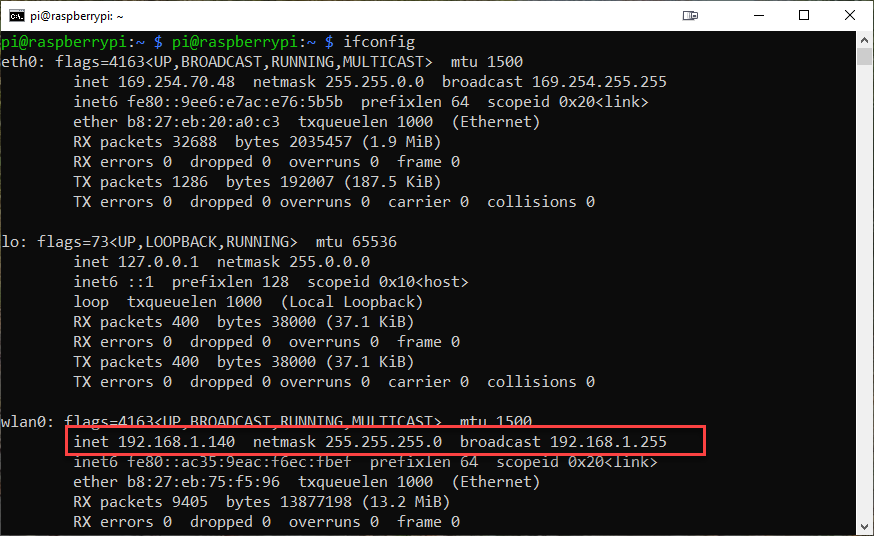 pi@raspberrypi: ~
pi@raspberrypi:~ $ pi@raspberrypi:~ $ ifconfig
eth0: flags=4163<UP,BROADCAST,RUNNING,MULTICAST>  mtu 1500
        inet 169.254.70.48  netmask 255.255.0.0  broadcast 169.254.255.255
        inet6 fe80::9ee6:e7ac:e76:5b5b  prefixlen 64  scopeid 0x20<link>
        ether b8:27:eb:20:a0:c3  txqueuelen 1000  (Ethernet)
        RX packets 32688  bytes 2035457 (1.9 MiB)
        RX errors 0  dropped 0  overruns 0  frame 0
        TX packets 1286  bytes 192007 (187.5 KiB)
        TX errors 0  dropped 0 overruns 0  carrier 0  collisions 0
lo: flags=73<UP,LOOPBACK,RUNNING>  mtu 65536
        inet 127.0.0.1  netmask 255.0.0.0
        inet6 ::1  prefixlen 128  scopeid 0x10<host>
        loop  txqueuelen 1000  (Local Loopback)
        RX packets 400  bytes 38000 (37.1 KiB)
        RX errors 0  dropped 0  overruns 0  frame 0
        TX packets 400  bytes 38000 (37.1 KiB)
        TX errors 0  dropped 0 overruns 0  carrier 0  collisions 0
wlan0: flags=4163<UP,BROADCAST,RUNNING,MULTICAST>  mtu 1500
        inet 192.168.1.140  netmask 255.255.255.0  broadcast 192.168.1.255
        inet6 fe80::ac35:9eac:f6ec:fbef  prefixlen 64  scopeid 0x20<link>
        ether b8:27:eb:75:f5:96  txqueuelen 1000  (Ethernet)
        RX packets 9405  bytes 13877198 (13.2 MiB)
        RX errors 0  dropped 0  overruns 0  frame 0